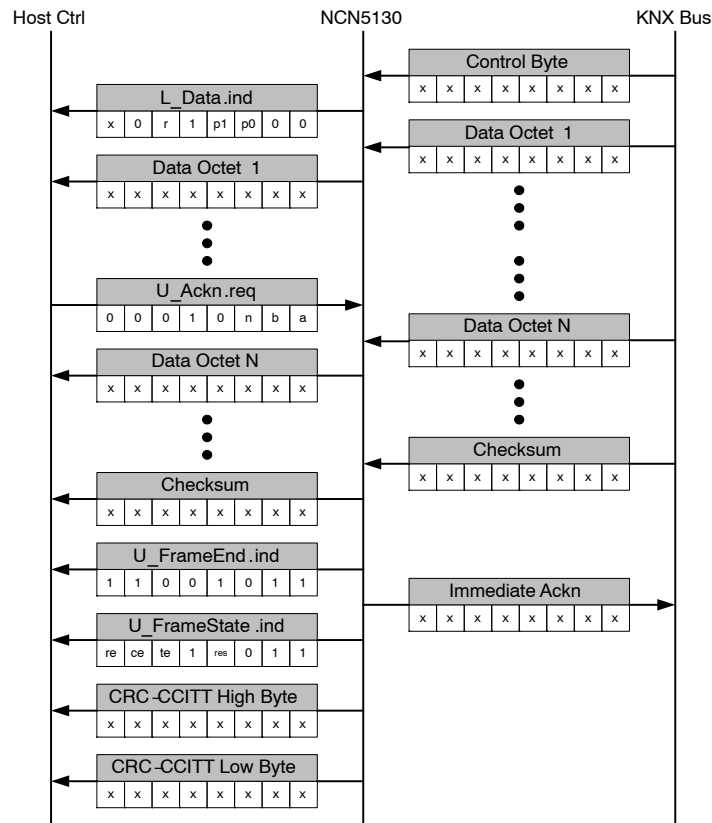 Host Ctrl NCN5130 KNX Bus
Control Byte
x x x x x x x x
L_Data.ind
x 0 r 1 p1 p0 0 0
Data Octet 1
x x x x x x x x
Data Octet 1
x x x x x x x x
U_Ackn.req
0 0 0 1 0 n b a
Data Octet N
x x x x x x x x
Data Octet N
x x x x x x x x
Checksum
x x x x x x x x
Checksum
x x x x x x x x
U_FrameEnd.ind
1 1 0 0 1 0 1 1
Immediate Ackn
x x x x x x x x
U_FrameState.ind
re ce te 1 res 0 1 1
CRC-CCITT High Byte
x x x x x x x x
CRC-CCITT Low Byte
x x x x x x x x